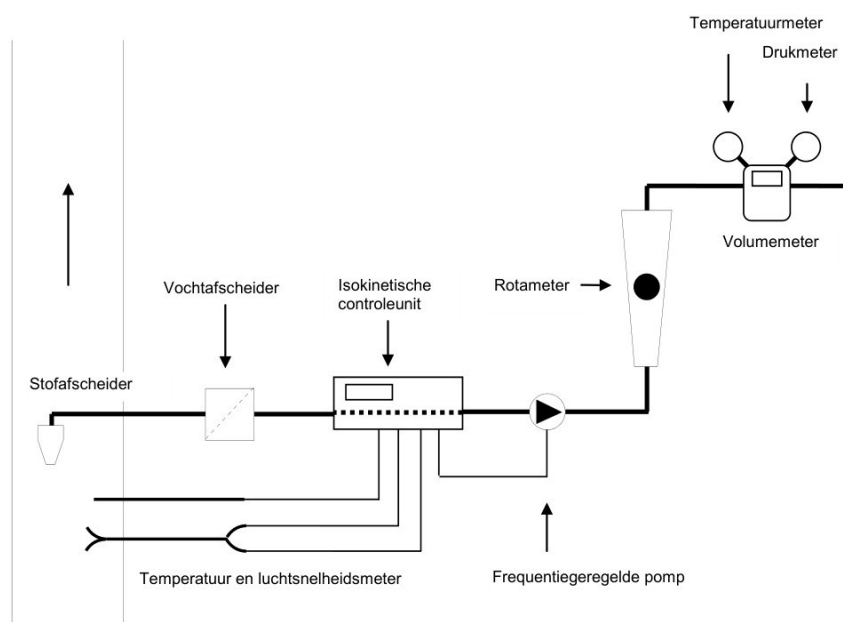 Temperatuurmeter
Drukmeter
Volumemeter
Vochtafscheider
Isokinetische
controleunit
Rotameter
Stofafscheider
Temperatuur en luchtsnelheidsmeter
Frequentiegeregelde pomp